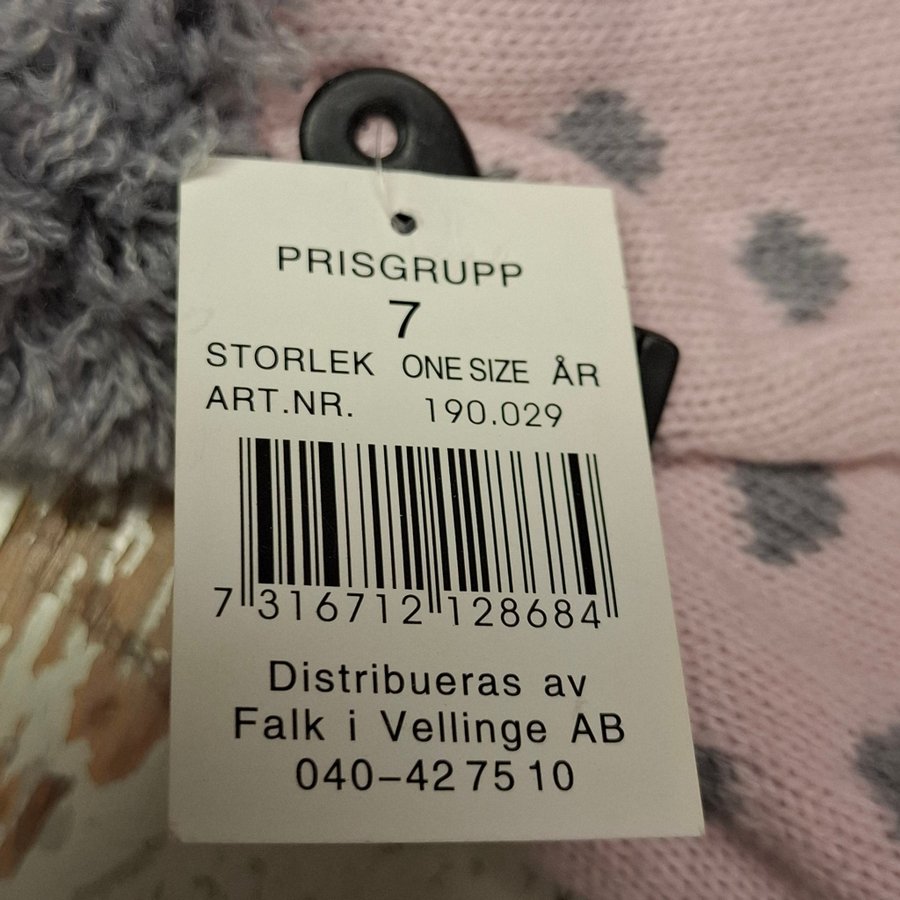 PRISGRUPP
7
STORLEK ONE SIZE ÅR
ART.NR. 190.029
7 316712 128684
Distribueras av
Falk i Vellinge AB
040-42 75 10